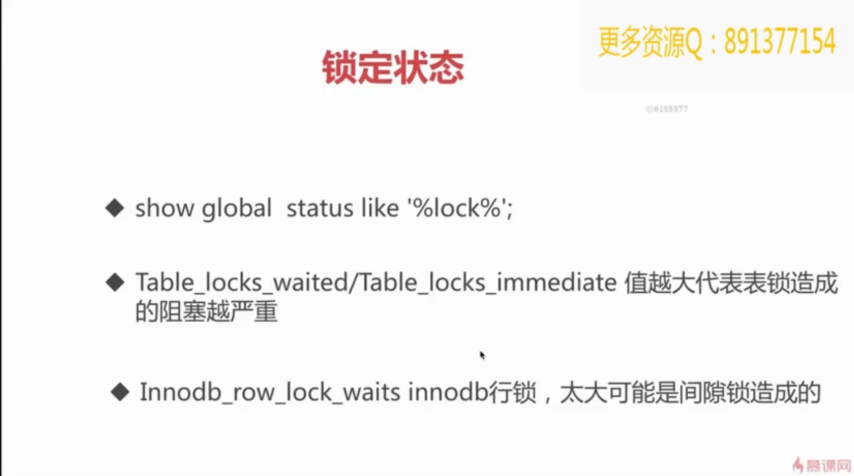 更多资源Q：891377154
锁定状态
@6195977
◆ show global  status like '%lock%';
◆ Table_locks_waited/Table_locks_immediate 值越大代表表锁造成
的阻塞越严重
◆ Innodb_row_lock_waits innodb行锁，太大可能是间隙锁造成的
慕课网